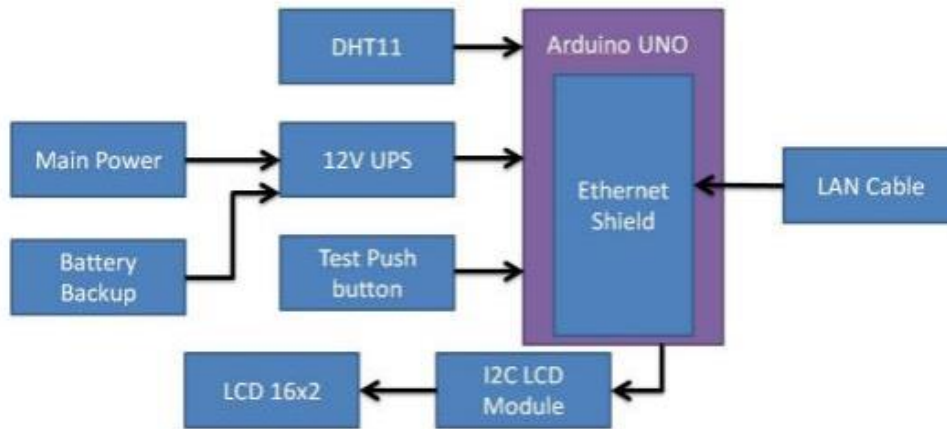 DHT11
Arduino UNO
Main Power
12V UPS
Ethernet
Shield
LAN Cable
Battery
Backup
Test Push
button
LCD 16x2
I2C LCD
Module